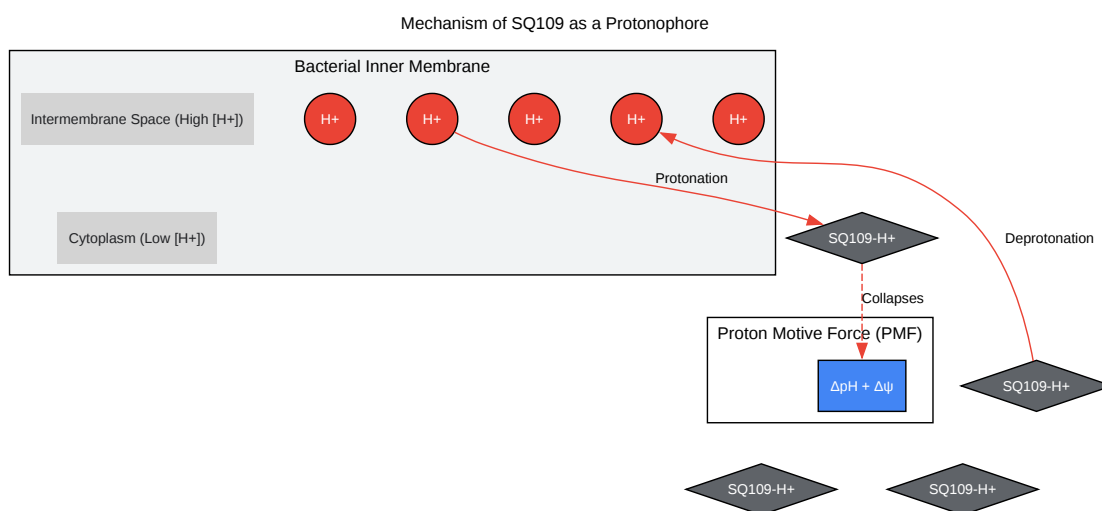 Mechanism of SQ109 as a Protonophore
Bacterial Inner Membrane
Intermembrane Space (High [H+])
H+
H+
H+
H+
H+
Protonation
Cytoplasm (Low [H+])
SQ109-H+
Deprotonation
Collapses
Proton Motive Force (PMF)
ΔpH + Δψ
SQ109-H+
SQ109-H+
SQ109-H+